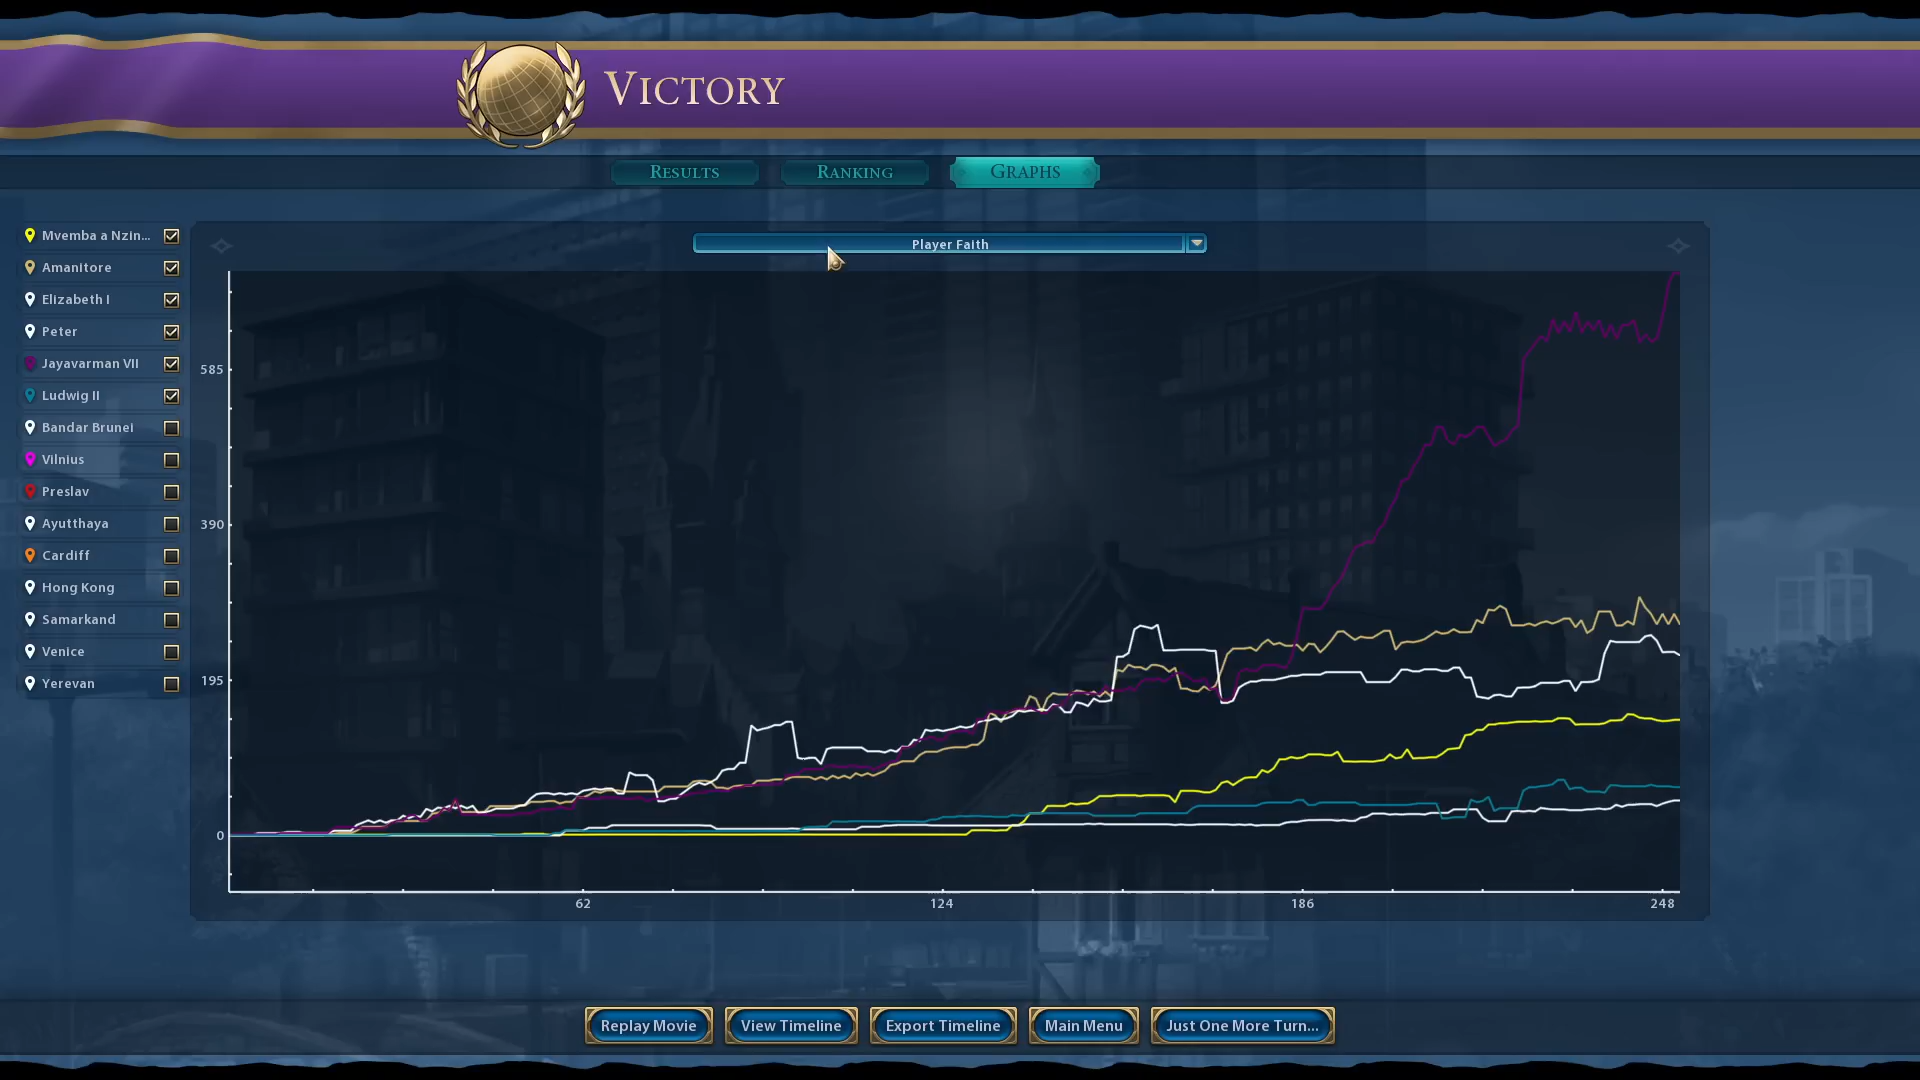 VICTORY
RESULTS
RANKING
GRAPHS
Mvemba a Nzin...
Amanitore
Elizabeth I
Peter
Jayavarman VII
Ludwig II
Bandar Brunei
Vilnius
Preslav
Ayutthaya
Cardiff
Hong Kong
Samarkand
Venice
Yerevan
Player Faith
585
390
195
0
62
124
186
248
Replay Movie
View Timeline
Export Timeline
Main Menu
Just One More Turn...